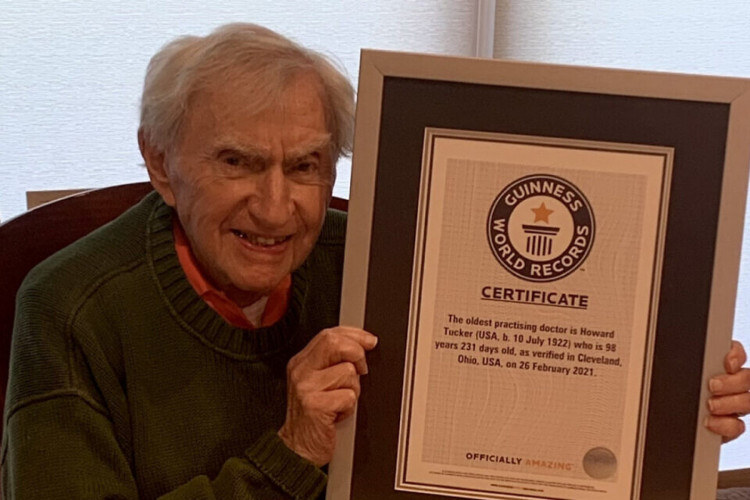 GUINNESS
WORLD RECORDS
™
CERTIFICATE
The oldest practising doctor is Howard
Tucker (USA, b. 10 July 1922) who is 98
years 231 days old, as verified in Cleveland,
Ohio, USA, on 26 February 2021.
OFFICIALLY AMAZING